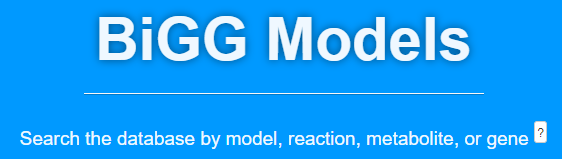 BiGG Models
Search the database by model, reaction, metabolite, or gene ?